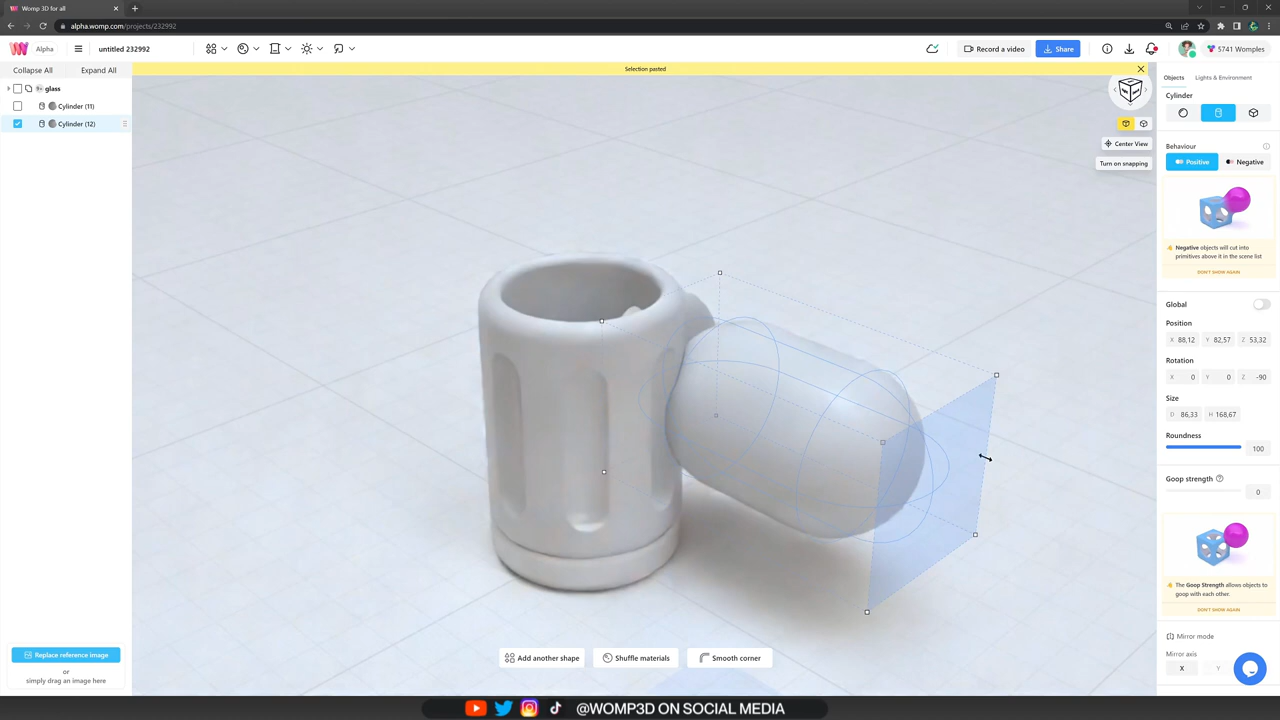 Womp 3D for all
alpha.womp.com/projects/232992
Alpha
untitled 232992
Record a video
Share
5741 Womples
Collapse All
Expand All
Selection pasted
glass
Cylinder (11)
Cylinder (12)
Center View
Turn on snapping
Objects
Lights & Environment
Cylinder
Behaviour
Positive
Negative
Negative objects will cut into
primitives above it in the scene list
DON'T SHOW AGAIN
Global
Position
X 88,12 Y 82,57 Z 53,32
Rotation
X 0 Y 0 Z -90
Size
D 86,33 H 168,67
Roundness
100
Goop strength
0
The Goop Strength allows objects to
goop with each other.
DON'T SHOW AGAIN
Mirror mode
Mirror axis
X Y
Replace reference image
or
simply drag an image here
Add another shape
Shuffle materials
Smooth corner
@WOMP3D ON SOCIAL MEDIA